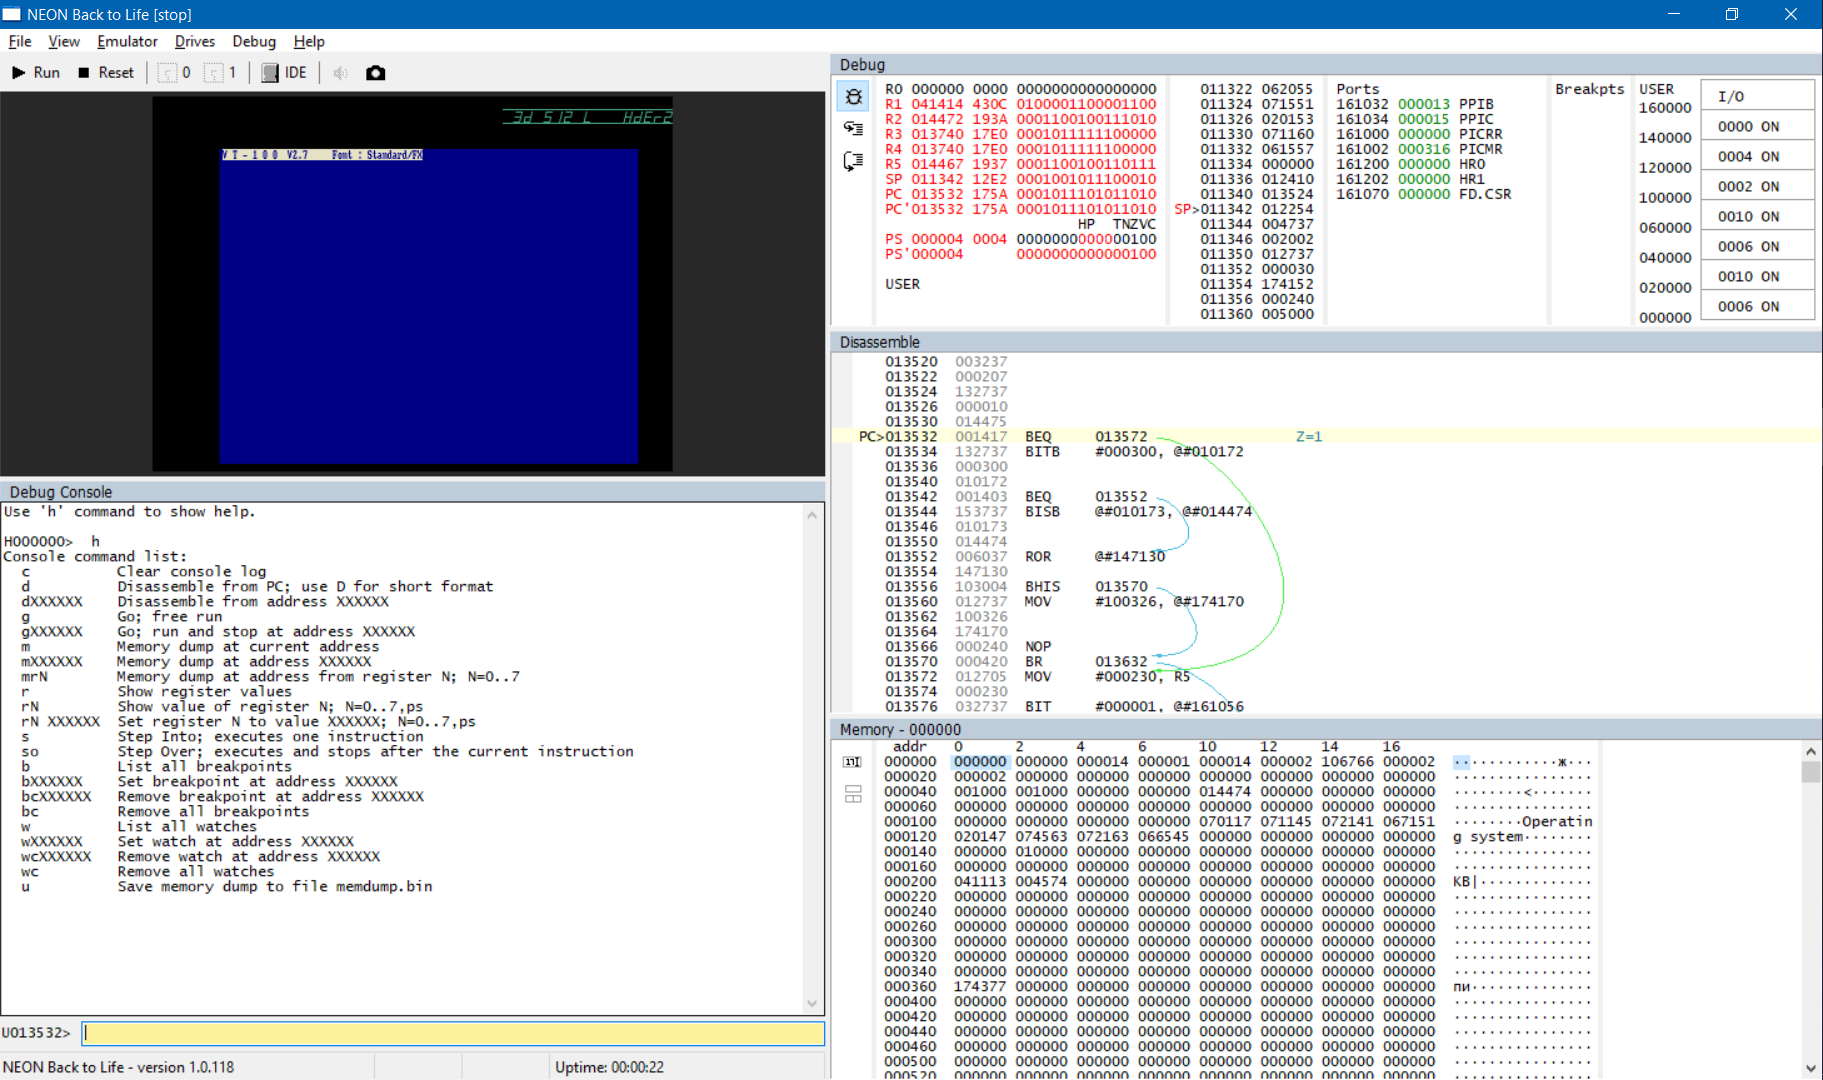 NEON Back to Life [stop]
File View Emulator Drives Debug Help
Run Reset 0 1 IDE
3d 512 L HdEr2
VT-100 V2.7 Font : Standard/FX
Debug Console
Use 'h' command to show help.
H000000> h
Console command list:
c Clear console log
d Disassemble from PC; use D for short format
dXXXXXX Disassemble from address XXXXXX
g Go; free run
gXXXXXX Go; run and stop at address XXXXXX
m Memory dump at current address
mXXXXXX Memory dump at address XXXXXX
mrN Memory dump at address from register N; N=0..7
r Show register values
rN Show value of register N; N=0..7,ps
rN XXXXXX Set register N to value XXXXXX; N=0..7,ps
s Step Into; executes one instruction
so Step Over; executes and stops after the current instruction
b List all breakpoints
bXXXXXX Set breakpoint at address XXXXXX
bcXXXXXX Remove breakpoint at address XXXXXX
bc Remove all breakpoints
w List all watches
wXXXXXX Set watch at address XXXXXX
wcXXXXXX Remove watch at address XXXXXX
wc Remove all watches
u Save memory dump to file memdump.bin
U013532>
NEON Back to Life - version 1.0.118
Uptime: 00:00:22
Debug
R0 000000 0000 0000000000000000
R1 041414 430C 0100001100001100
R2 014472 193A 0001100100111010
R3 013740 17E0 0001011111100000
R4 013740 17E0 0001011111100000
R5 014467 1937 0001100100110111
SP 011342 12E2 0001001011100010
PC 013532 175A 0001011101011010
PC'013532 175A 0001011101011010
HP TNZVC
PS 000004 0004 0000000000000100
PS'000004 0000000000000100
USER
011322 062055
011324 071551
011326 020153
011330 071160
011332 061557
011334 000000
011336 012410
011340 013524
SP>011342 012254
011344 004737
011346 002002
011350 012737
011352 000030
011354 174152
011356 000240
011360 005000
Ports
161032 000013 PPIB
161034 000015 PPIC
161000 000000 PICRR
161002 000316 PICMR
161200 000000 HR0
161202 000000 HR1
161070 000000 FD.CSR
Breakpts
USER
160000 I/O
140000 0000 ON
120000 0004 ON
100000 0002 ON
060000 0010 ON
040000 0006 ON
020000 0010 ON
000000 0006 ON
Disassemble
013520 003237
013522 000207
013524 132737
013526 000010
013530 014475
PC>013532 001417 BEQ 013572 Z=1
013534 132737 BITB #000300, @#010172
013536 000300
013540 010172
013542 001403 BEQ 013552
013544 153737 BISB @#010173, @#014474
013546 010173
013550 014474
013552 006037 ROR @#147130
013554 147130
013556 103004 BHIS 013570
013560 012737 MOV #100326, @#174170
013562 100326
013564 174170
013566 000240 NOP
013570 000420 BR 013632
013572 012705 MOV #000230, R5
013574 000230
013576 032737 BIT #000001, @#161056
Memory - 000000
addr 0 2 4 6 10 12 14 16
000000 000000 000000 000014 000001 000014 000002 106766 000002 ············ж···
000020 000002 000000 000000 000000 000000 000000 000000 000000 ················
000040 001000 001000 000000 000000 014474 000000 000000 000000 ········<·······
000060 000000 000000 000000 000000 000000 000000 000000 000000 ················
000100 000000 000000 000000 000000 070117 071145 072141 067151 ········Operatin
000120 020147 074563 072163 066545 000000 000000 000000 000000 g system········
000140 000000 010000 000000 000000 000000 000000 000000 000000 ················
000160 000000 000000 000000 000000 000000 000000 000000 000000 ················
000200 041113 004574 000000 000000 000000 000000 000000 000000 KB|·············
000220 000000 000000 000000 000000 000000 000000 000000 000000 ················
000240 000000 000000 000000 000000 000000 000000 000000 000000 ················
000260 000000 000000 000000 000000 000000 000000 000000 000000 ················
000300 000000 000000 000000 000000 000000 000000 000000 000000 ················
000320 000000 000000 000000 000000 000000 000000 000000 000000 ················
000340 000000 000000 000000 000000 000000 000000 000000 000000 ················
000360 174377 000000 000000 000000 000000 000000 000000 000000 пи··············
000400 000000 000000 000000 000000 000000 000000 000000 000000 ················
000420 000000 000000 000000 000000 000000 000000 000000 000000 ················
000440 000000 000000 000000 000000 000000 000000 000000 000000 ················
000460 000000 000000 000000 000000 000000 000000 000000 000000 ················
000500 000000 000000 000000 000000 000000 000000 000000 000000 ················
000520 000000 000000 000000 000000 000000 000000 000000 000000 ················